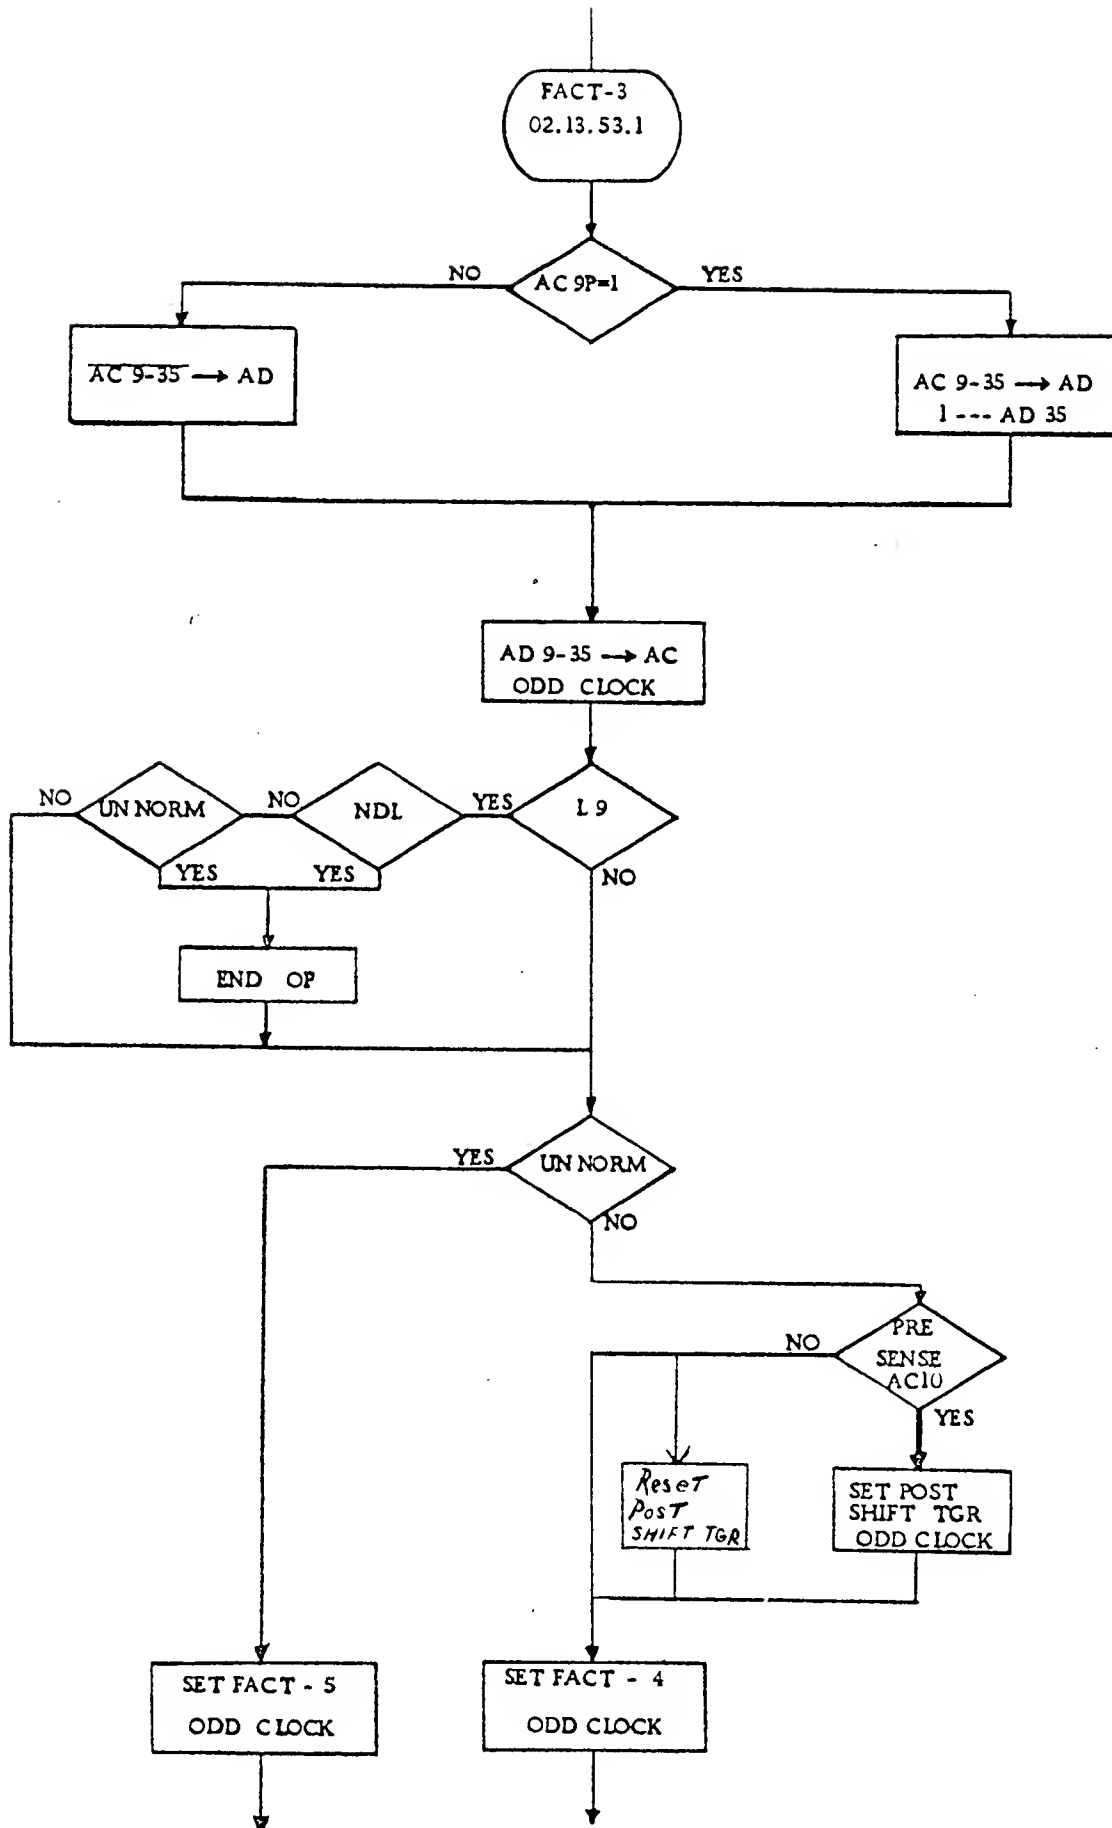 FACT-3
02.13.53.1
NO
AC 9P=1
YES
AC 9-35 → AD
AC 9-35 → AD
1 --- AD 35
AD 9-35 → AC
ODD CLOCK
NO
UN NORM
NO
NDL
YES
L 9
YES
YES
NO
END OP
YES
UN NORM
NO
NO
PRE
SENSE
AC10
YES
Reset
Post
SHIFT TGR
SET POST
SHIFT TGR
ODD CLOCK
SET FACT - 5
ODD CLOCK
SET FACT - 4
ODD CLOCK